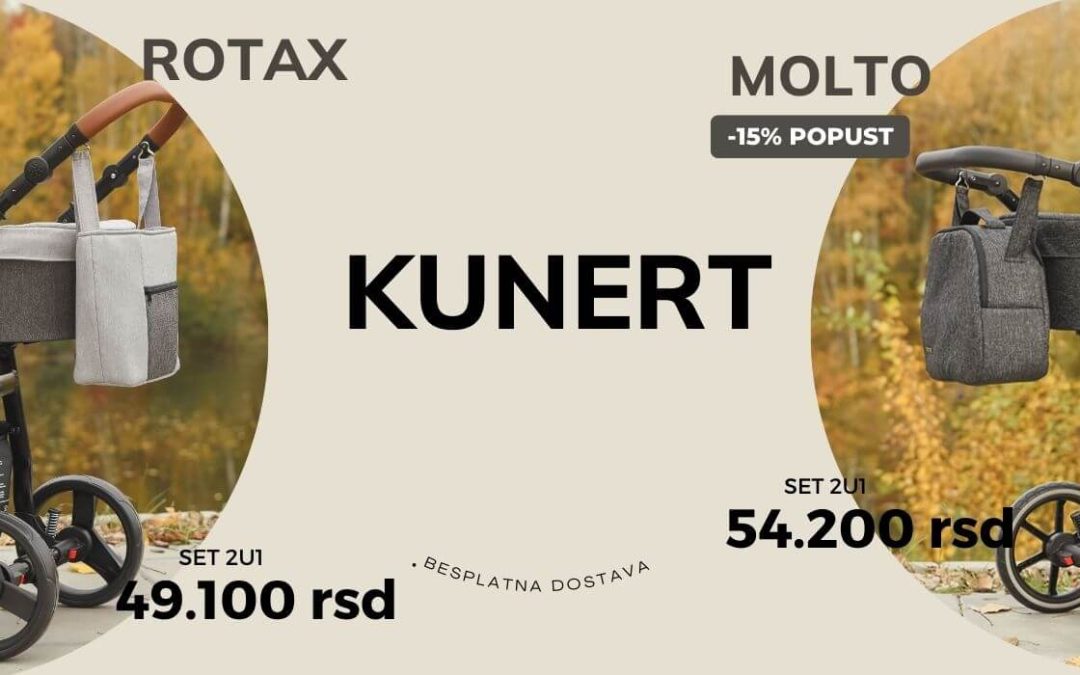 ROTAX
MOLTO
-15% POPUST
KUNERT
SET 2U1
54.200 rsd
SET 2U1
49.100 rsd
• BESPLATNA DOSTAVA